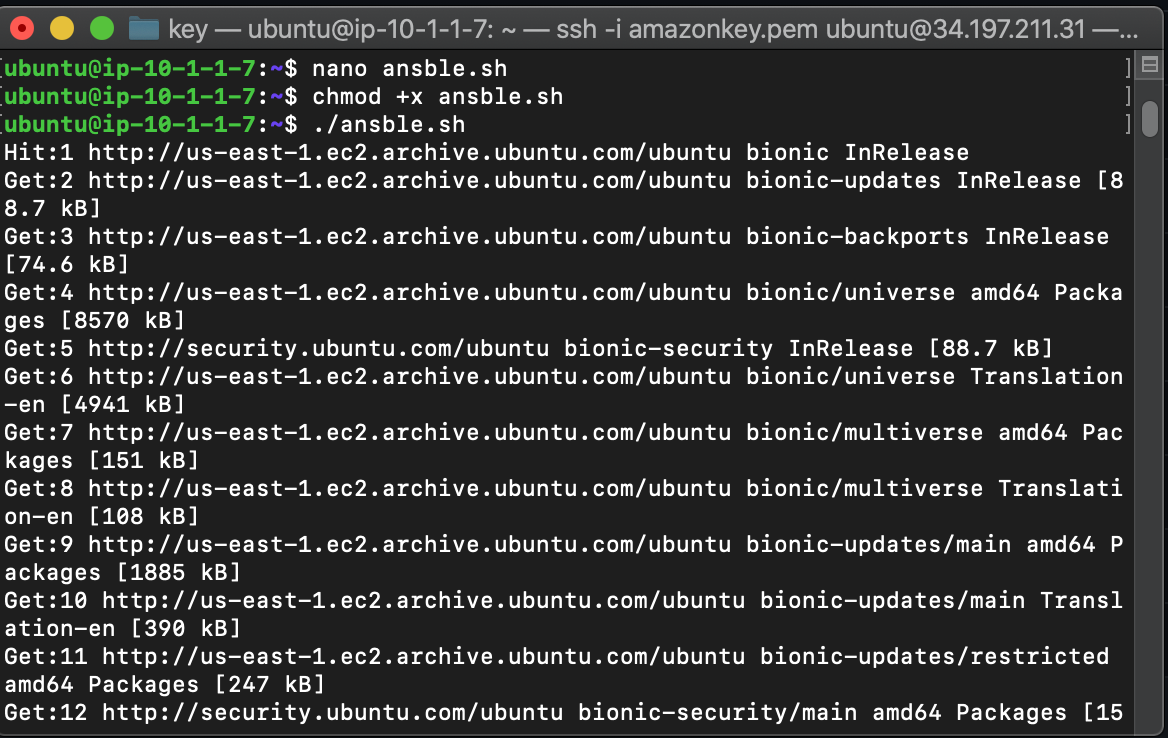 key — ubuntu@ip-10-1-1-7: ~ — ssh -i amazonkey.pem ubuntu@34.197.211.31 —...
[ubuntu@ip-10-1-1-7:~$ nano ansble.sh ]
[ubuntu@ip-10-1-1-7:~$ chmod +x ansble.sh ]
[ubuntu@ip-10-1-1-7:~$ ./ansble.sh ]
Hit:1 http://us-east-1.ec2.archive.ubuntu.com/ubuntu bionic InRelease
Get:2 http://us-east-1.ec2.archive.ubuntu.com/ubuntu bionic-updates InRelease [8
8.7 kB]
Get:3 http://us-east-1.ec2.archive.ubuntu.com/ubuntu bionic-backports InRelease
[74.6 kB]
Get:4 http://us-east-1.ec2.archive.ubuntu.com/ubuntu bionic/universe amd64 Packa
ges [8570 kB]
Get:5 http://security.ubuntu.com/ubuntu bionic-security InRelease [88.7 kB]
Get:6 http://us-east-1.ec2.archive.ubuntu.com/ubuntu bionic/universe Translation
-en [4941 kB]
Get:7 http://us-east-1.ec2.archive.ubuntu.com/ubuntu bionic/multiverse amd64 Pac
kages [151 kB]
Get:8 http://us-east-1.ec2.archive.ubuntu.com/ubuntu bionic/multiverse Translati
on-en [108 kB]
Get:9 http://us-east-1.ec2.archive.ubuntu.com/ubuntu bionic-updates/main amd64 P
ackages [1885 kB]
Get:10 http://us-east-1.ec2.archive.ubuntu.com/ubuntu bionic-updates/main Transl
ation-en [390 kB]
Get:11 http://us-east-1.ec2.archive.ubuntu.com/ubuntu bionic-updates/restricted
amd64 Packages [247 kB]
Get:12 http://security.ubuntu.com/ubuntu bionic-security/main amd64 Packages [15